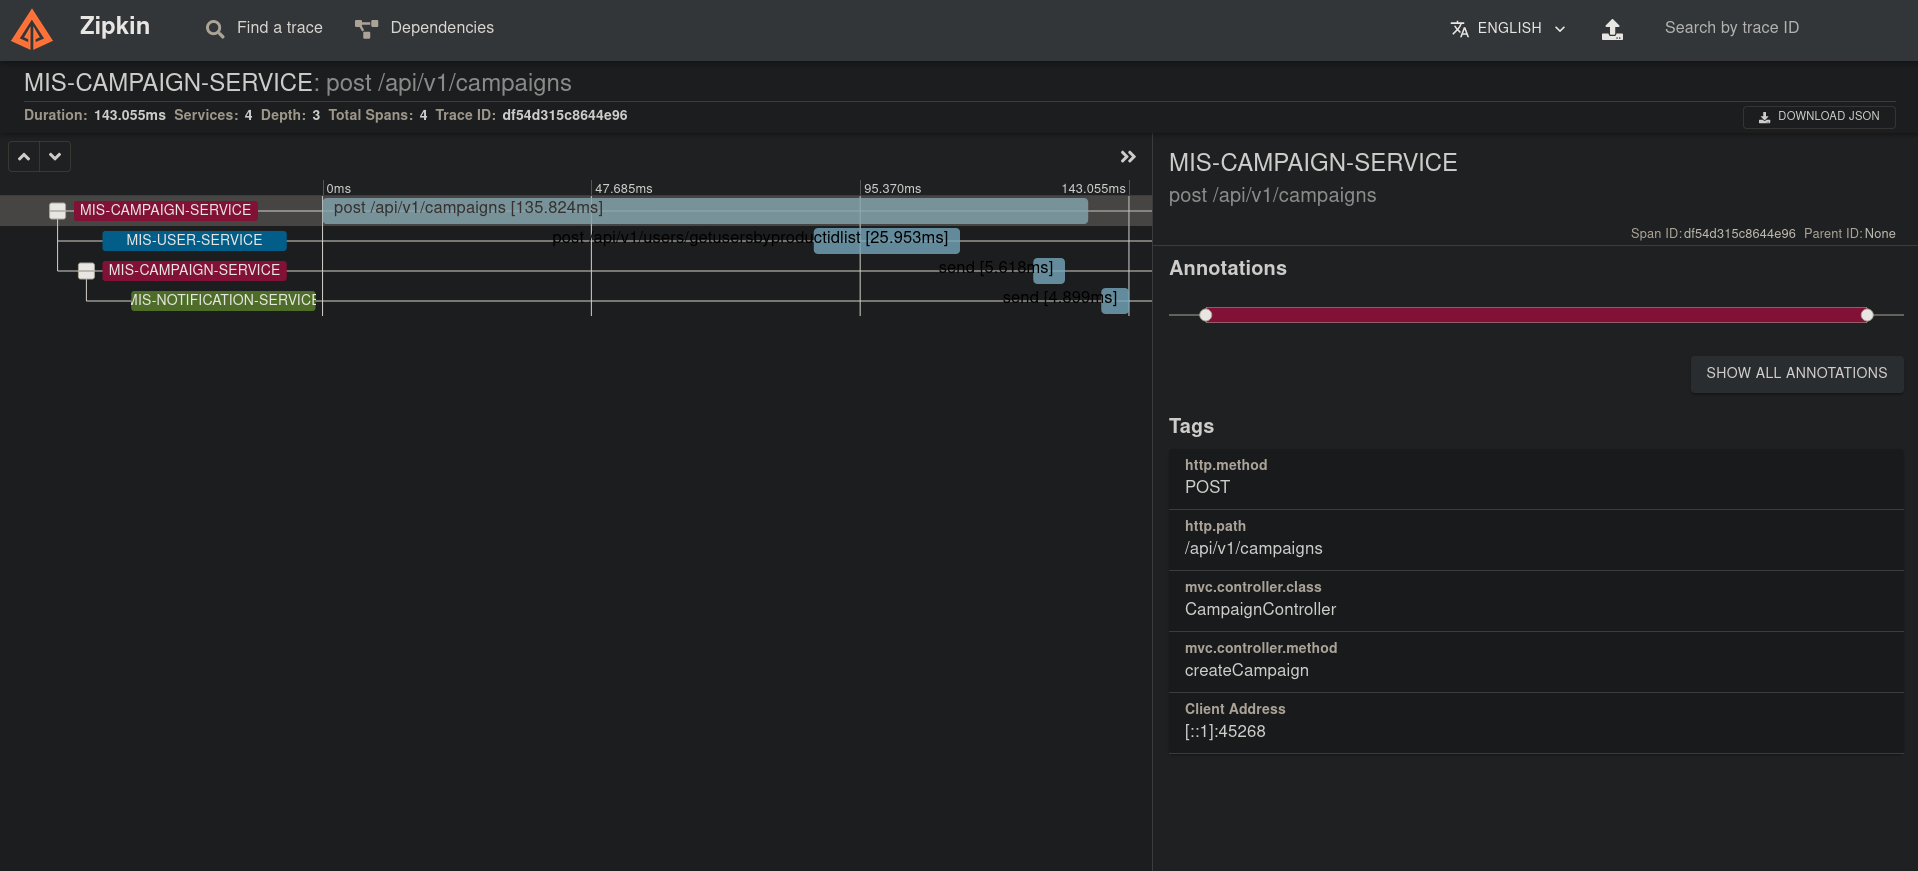 Zipkin
Find a trace
Dependencies
ENGLISH
Search by trace ID
MIS-CAMPAIGN-SERVICE: post /api/v1/campaigns
Duration: 143.055ms Services: 4 Depth: 3 Total Spans: 4 Trace ID: df54d315c8644e96
DOWNLOAD JSON
0ms 47.685ms 95.370ms 143.055ms
MIS-CAMPAIGN-SERVICE post /api/v1/campaigns [135.824ms]
MIS-USER-SERVICE post /api/v1/users/getusersbyproductidlist [25.953ms]
MIS-CAMPAIGN-SERVICE send [5.618ms]
MIS-NOTIFICATION-SERVICE send [4.899ms]
MIS-CAMPAIGN-SERVICE
post /api/v1/campaigns
Span ID: df54d315c8644e96 Parent ID: None
Annotations
SHOW ALL ANNOTATIONS
Tags
http.method
POST
http.path
/api/v1/campaigns
mvc.controller.class
CampaignController
mvc.controller.method
createCampaign
Client Address
[::1]:45268